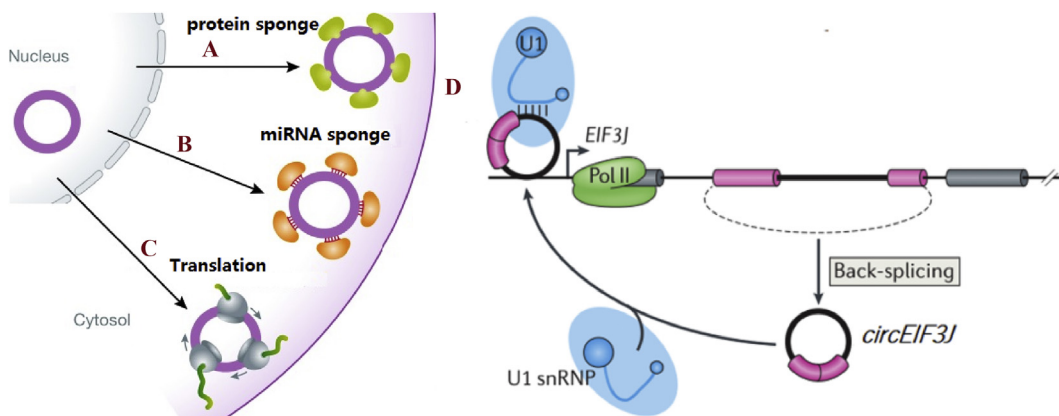 protein sponge
A
Nucleus
B
miRNA sponge
C
Translation
Cytosol
D
U1
EIF3J
Pol II
Back-splicing
circEIF3J
U1 snRNP